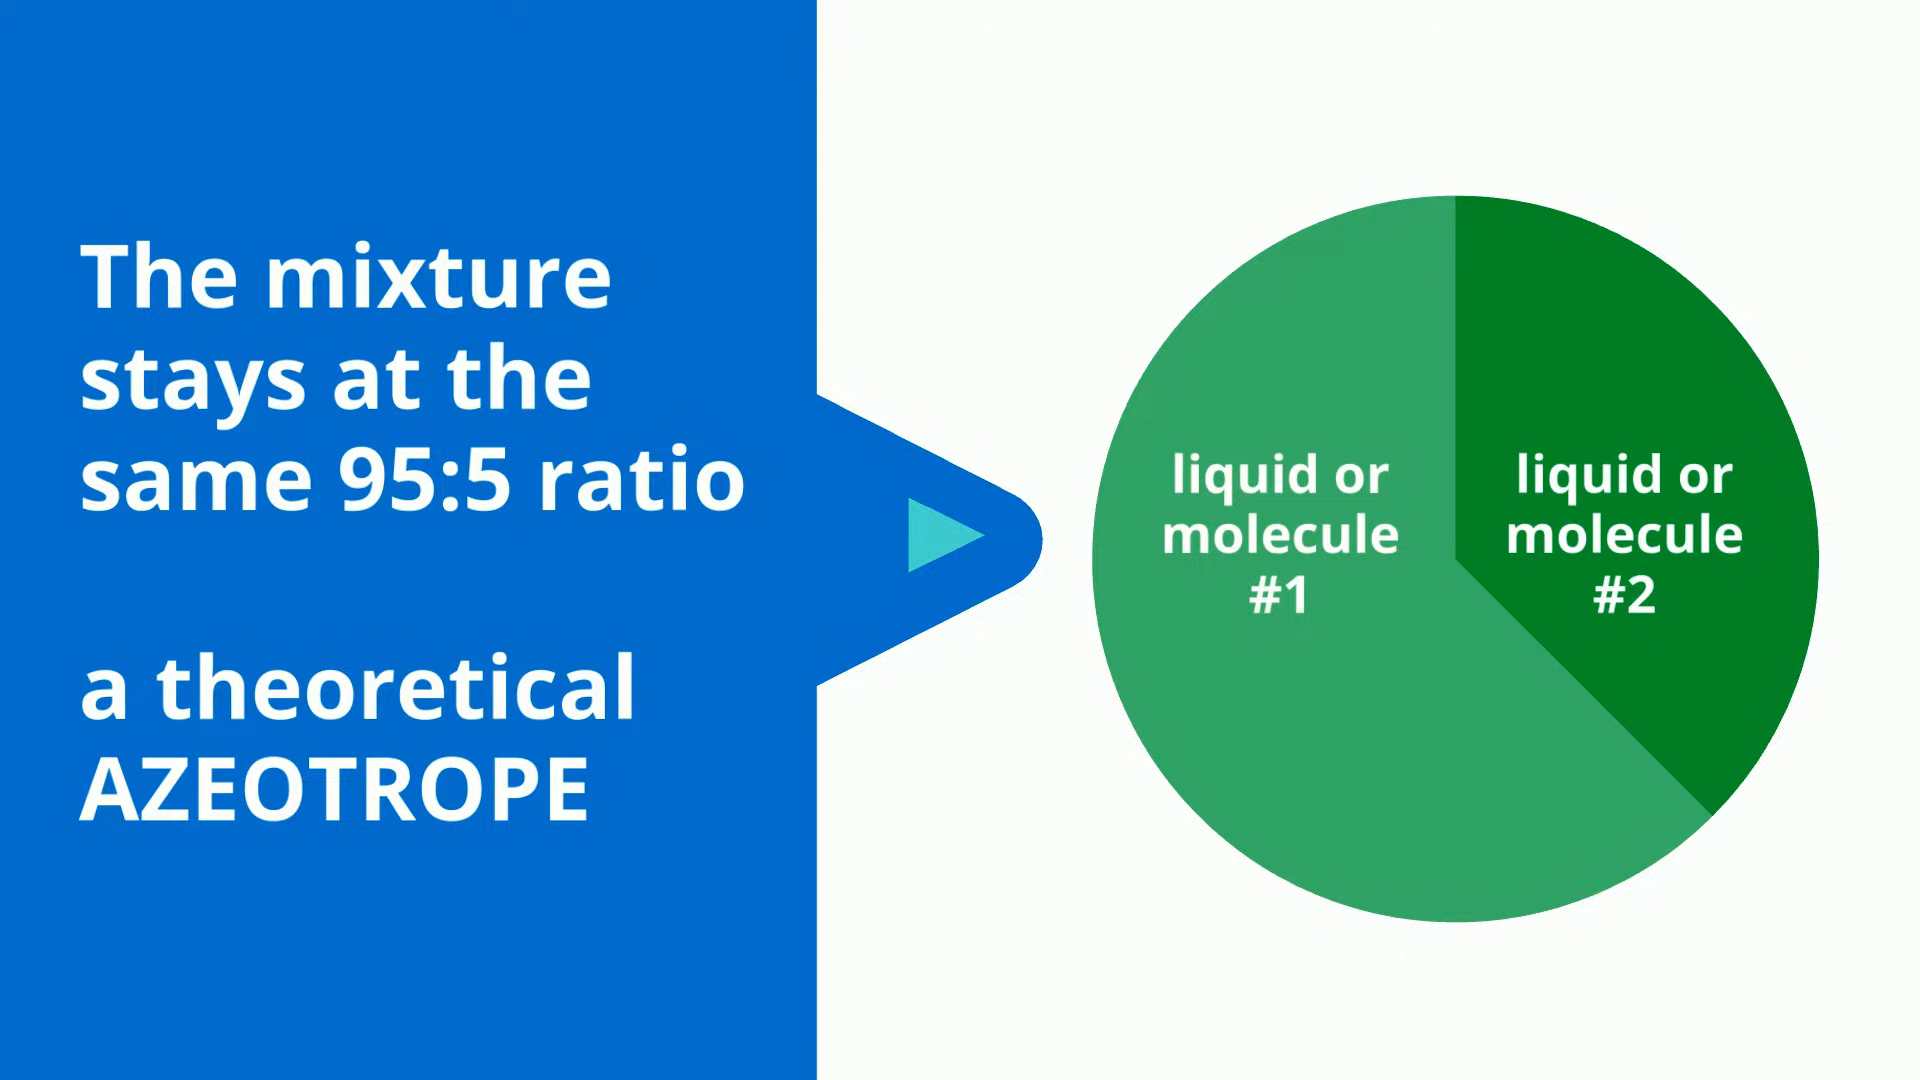 The mixture
stays at the
same 95:5 ratio
a theoretical
AZEOTROPE
liquid or
molecule
#1
liquid or
molecule
#2